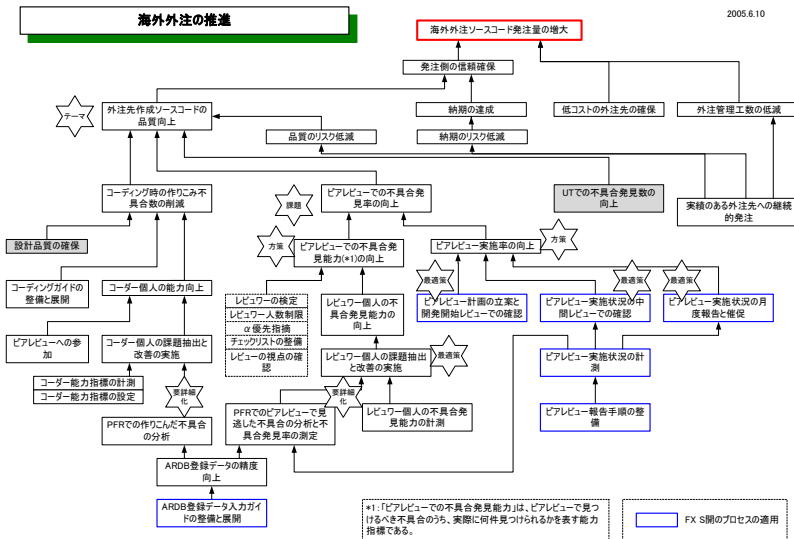 海外外注の推進
2005.6.10
海外外注ソースコード発注量の増大
発注側の信頼確保
テーマ
外注先作成ソースコードの
品質向上
納期の達成
低コストの外注先の確保
外注管理工数の低減
品質のリスク低減
納期のリスク低減
コーディング時の作りこみ不
具合数の削減
課題
ピアレビューでの不具合発
見率の向上
UTでの不具合発見数の
向上
実績のある外注先への継続
的発注
設計品質の確保
方策
ピアレビューでの不具合発
見能力(*1)の向上
ピアレビュー実施率の向上
方策
コーディングガイドの
整備と展開
コーダー個人の能力向上
レビュワーの検定
レビュワー人数制限
α優先指摘
チェックリストの整備
レビューの視点の確
認
レビュワー個人の不
具合発見能力の
向上
最適策
ピアレビュー計画の立案と
開発開始レビューでの確認
最適策
ピアレビュー実施状況の中
間レビューでの確認
最適策
ピアレビュー実施状況の月
度報告と催促
ピアレビューへの参
加
コーダー個人の課題抽出と
改善の実施
レビュワー個人の課題抽出
と改善の実施
最適策
ピアレビュー実施状況の計
測
コーダー能力指標の計測
コーダー能力指標の設定
要詳細
化
要詳細
化
PFRでの作りこんだ不具合
の分析
PFRでのピアレビューで見
逃した不具合の分析と不
具合発見率の測定
レビュワー個人の不具合発
見能力の計測
ピアレビュー報告手順の整
備
ARDB登録データの精度
向上
ARDB登録データ入力ガイ
ドの整備と展開
*1:「ピアレビューでの不具合発見能力」は、ピアレビューで見つ
けるべき不具合のうち、実際に何件見つけられるかを表す能力
指標である。
FX S開のプロセスの適用